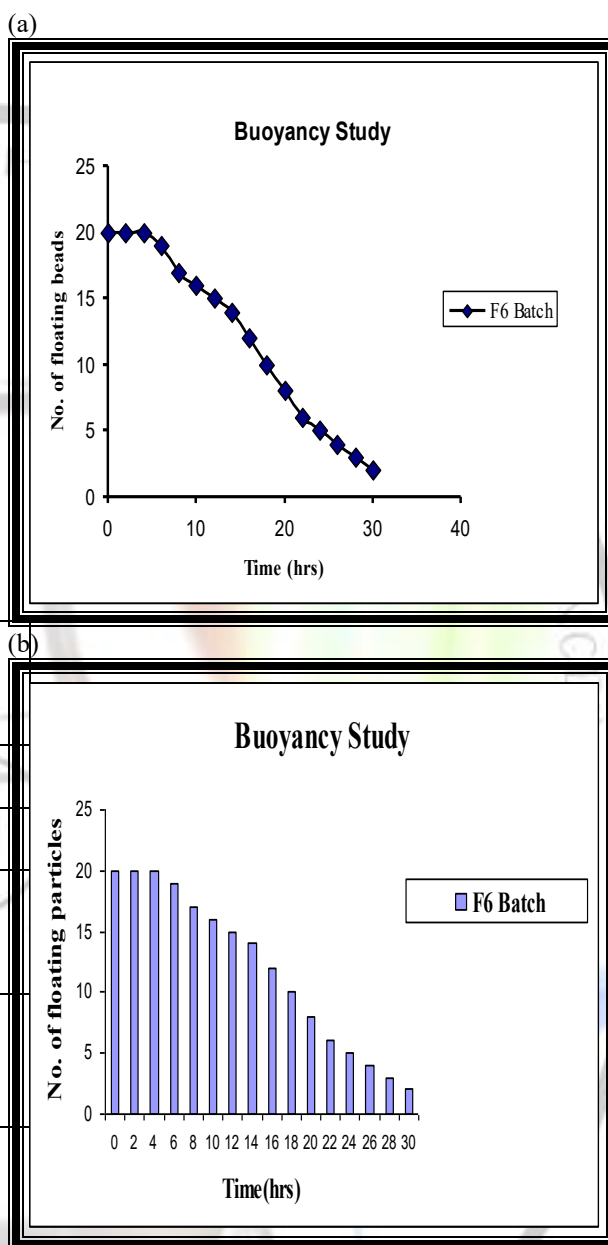 (a)
Buoyancy Study
25
20
15
10
5
0
0 10 20 30 40
No. of floating beads
Time (hrs)
F6 Batch
(b)
Buoyancy Study
25
20
15
10
5
0
0 2 4 6 8 10 12 14 16 18 20 22 24 26 28 30
No. of floating particles
Time(hrs)
F6 Batch